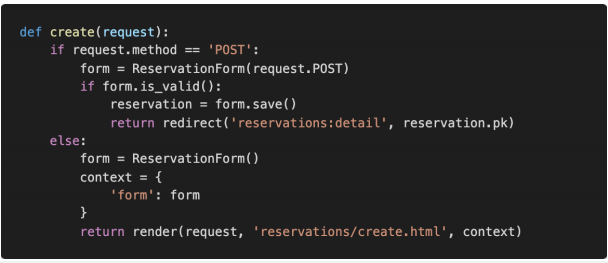 def create(request):
    if request.method == 'POST':
        form = ReservationForm(request.POST)
        if form.is_valid():
            reservation = form.save()
            return redirect('reservations:detail', reservation.pk)
    else:
        form = ReservationForm()
        context = {
            'form': form
        }
        return render(request, 'reservations/create.html', context)